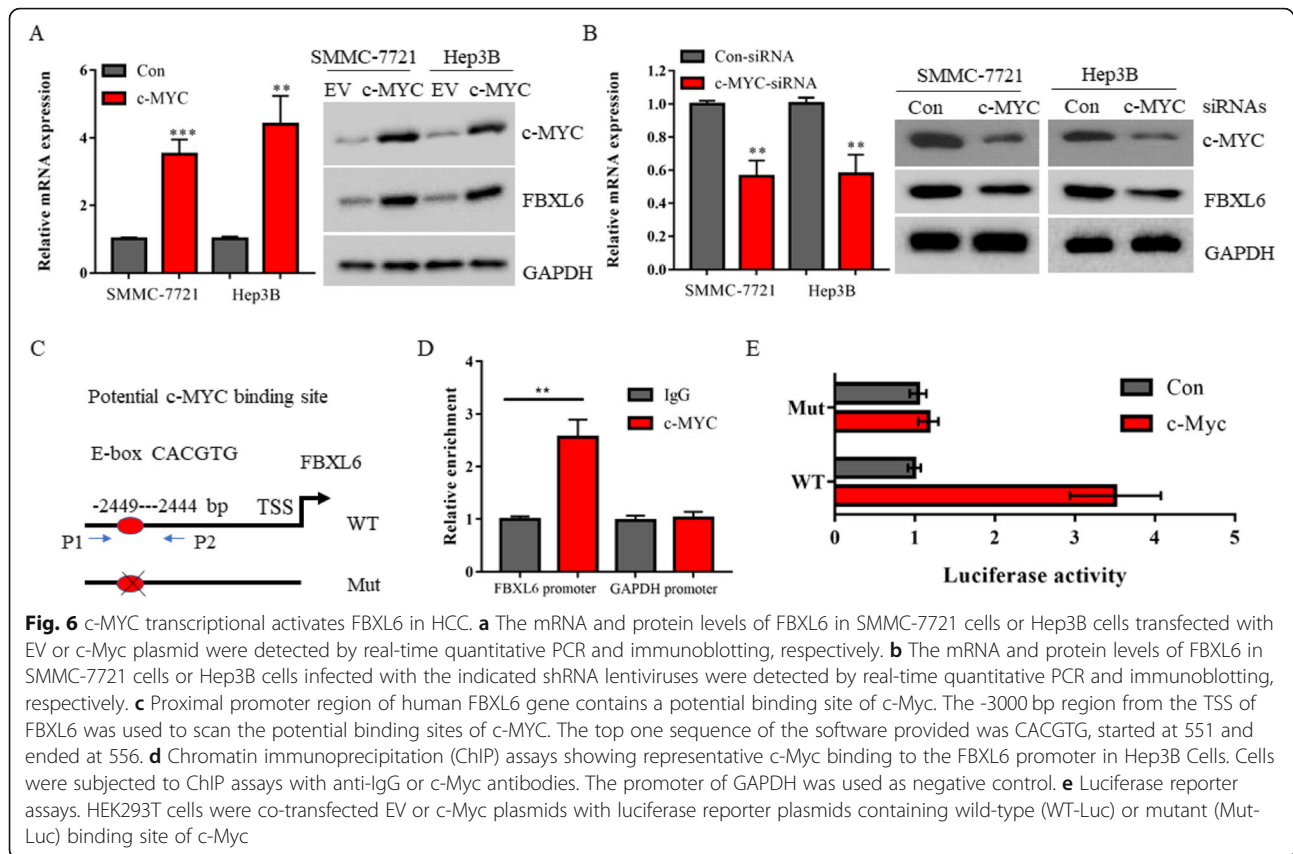 A
Relative mRNA expression
6
4
2
0
Con
c-MYC
***
**
SMMC-7721
Hep3B
SMMC-7721 Hep3B
EV c-MYC EV c-MYC
c-MYC
FBXL6
GAPDH
B
Relative mRNA expression
1.2
1.0
0.8
0.6
0.4
0.2
0.0
Con-siRNA
c-MYC-siRNA
**
**
SMMC-7721
Hep3B
SMMC-7721 Hep3B
Con c-MYC Con c-MYC siRNAs
c-MYC
FBXL6
GAPDH
C
Potential c-MYC binding site
E-box CACGTG
FBXL6
-2449---2444 bp TSS
WT
P1 P2
Mut
D
Relative enrichment
4
3
2
1
0
**
IgG
c-MYC
FBXL6 promoter
GAPDH promoter
E
Con
c-Myc
Mut
WT
0 1 2 3 4 5
Luciferase activity
Fig. 6 c-MYC transcriptional activates FBXL6 in HCC. a The mRNA and protein levels of FBXL6 in SMMC-7721 cells or Hep3B cells transfected with
EV or c-Myc plasmid were detected by real-time quantitative PCR and immunoblotting, respectively. b The mRNA and protein levels of FBXL6 in
SMMC-7721 cells or Hep3B cells infected with the indicated shRNA lentiviruses were detected by real-time quantitative PCR and immunoblotting,
respectively. c Proximal promoter region of human FBXL6 gene contains a potential binding site of c-Myc. The -3000 bp region from the TSS of
FBXL6 was used to scan the potential binding sites of c-MYC. The top one sequence of the software provided was CACGTG, started at 551 and
ended at 556. d Chromatin immunoprecipitation (ChIP) assays showing representative c-Myc binding to the FBXL6 promoter in Hep3B Cells. Cells
were subjected to ChIP assays with anti-IgG or c-Myc antibodies. The promoter of GAPDH was used as negative control. e Luciferase reporter
assays. HEK293T cells were co-transfected EV or c-Myc plasmids with luciferase reporter plasmids containing wild-type (WT-Luc) or mutant (Mut-
Luc) binding site of c-Myc